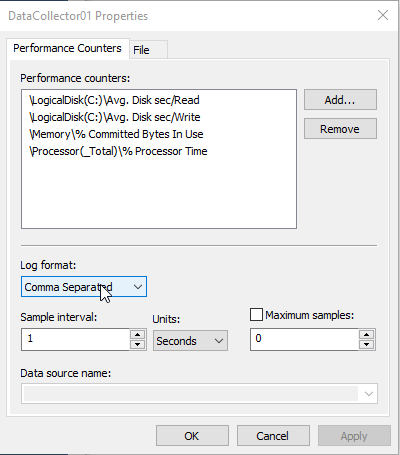 DataCollector01 Properties
Performance Counters
File
Performance counters:
\LogicalDisk(C:)\Avg. Disk sec/Read
\LogicalDisk(C:)\Avg. Disk sec/Write
\Memory\% Committed Bytes In Use
\Processor(_Total)\% Processor Time
Add...
Remove
Log format:
Comma Separated
Sample interval:
Units:
Maximum samples:
1
Seconds
0
Data source name:
OK
Cancel
Apply